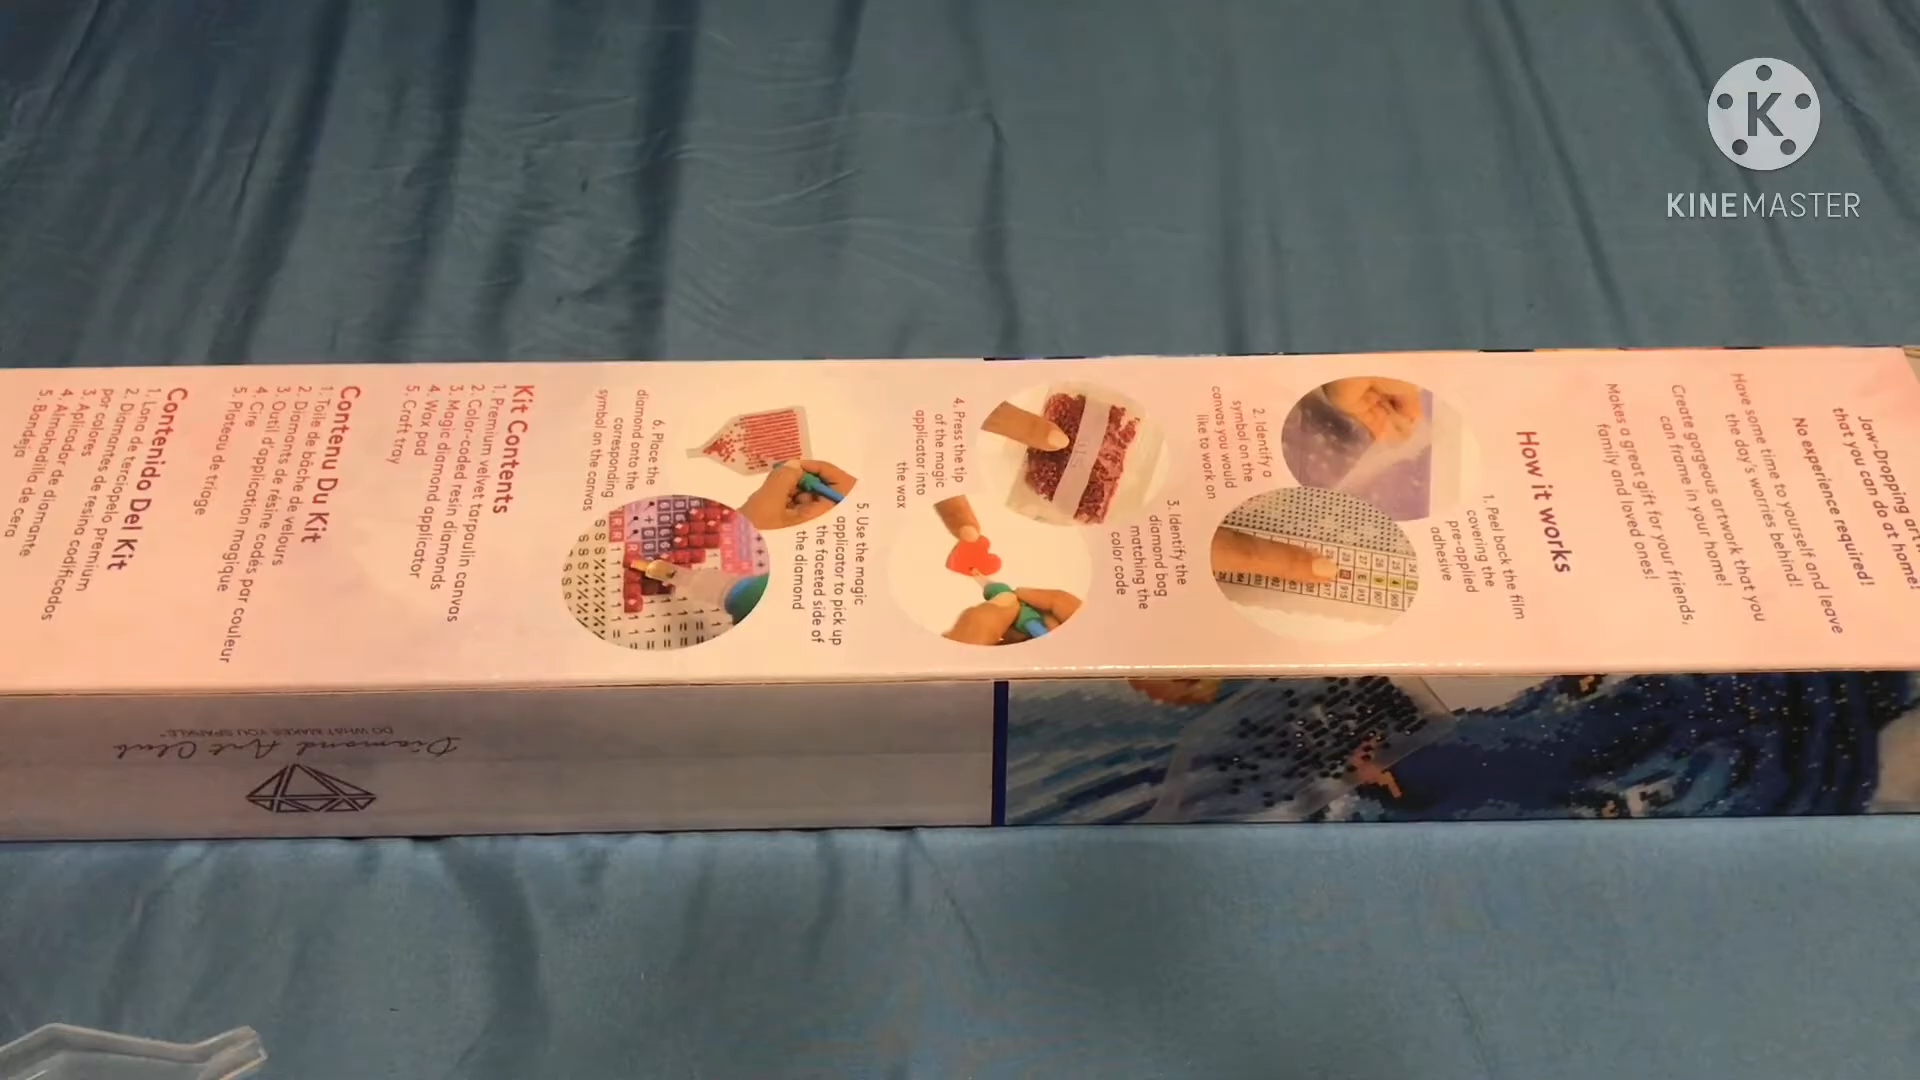 Jaw-Dropping art
that you can do at home!
No experience required!
Have some time to yourself and leave
the day's worries behind!
Create gorgeous artwork that you
can frame in your home!
Makes a great gift for your friends,
family and loved ones!
How it works
1. Peel back the film
covering the
pre-applied
adhesive
2. Identify a
symbol on the
canvas you would
like to work on
3. Identify the
diamond bag
matching the
color code
4. Press the tip
of the magic
applicator into
the wax
5. Use the magic
applicator to pick up
the faceted side of
the diamond
6. Place the
diamond onto the
corresponding
symbol on the canvas
Kit Contents
1. Premium velvet tarpaulin canvas
2. Color-coded resin diamonds
3. Magic diamond applicator
4. Wax pad
5. Craft tray
Contenu Du Kit
1. Toile de bâche de velours
2. Diamants de résine codés par couleur
3. Outil d'application magique
4. Cire
5. Plateau de triage
Contenido Del Kit
1. Lona de terciopelo premium
2. Diamantes de resina codificados
por colores
3. Aplicador de diamante
4. Almohadilla de cera
5. Bandeja
Diamond Art Club
DO WHAT MAKES YOU SPARKLE™
K
KINEMASTER